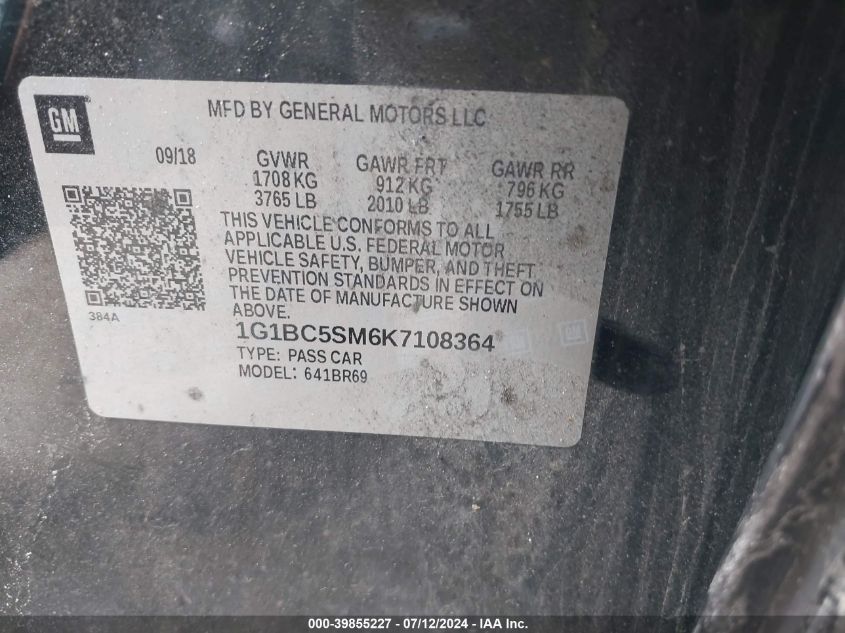 GM
MFD BY GENERAL MOTORS LLC
09/18
GVWR
1708 KG
3765 LB
GAWR FRT
912 KG
2010 LB
GAWR RR
796 KG
1755 LB
THIS VEHICLE CONFORMS TO ALL
APPLICABLE U.S. FEDERAL MOTOR
VEHICLE SAFETY, BUMPER, AND THEFT
PREVENTION STANDARDS IN EFFECT ON
THE DATE OF MANUFACTURE SHOWN
ABOVE.
384A
1G1BC5SM6K7108364
TYPE: PASS CAR
MODEL: 641BR69
GM
000-39855227 - 07/12/2024 - IAA, Inc.